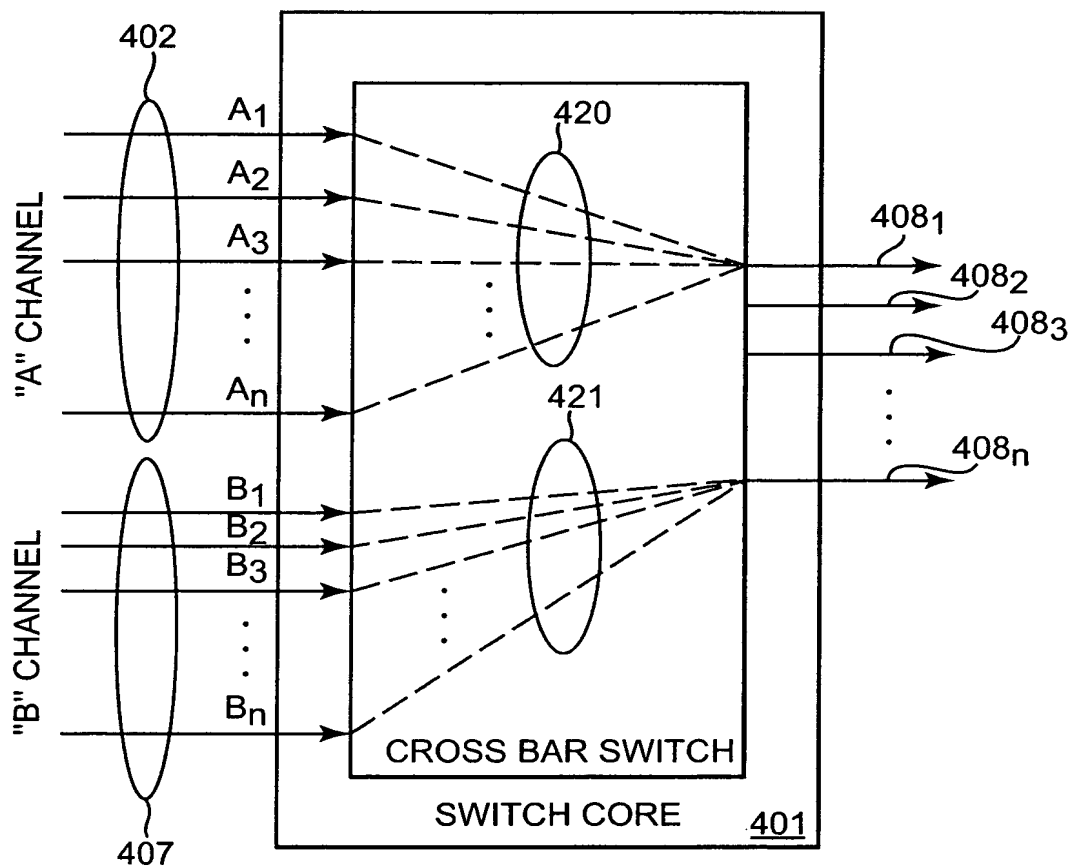 402
"A" CHANNEL
A1
A2
A3
An
420
4081
4082
4083
408n
421
"B" CHANNEL
B1
B2
B3
Bn
407
CROSS BAR SWITCH
SWITCH CORE
401